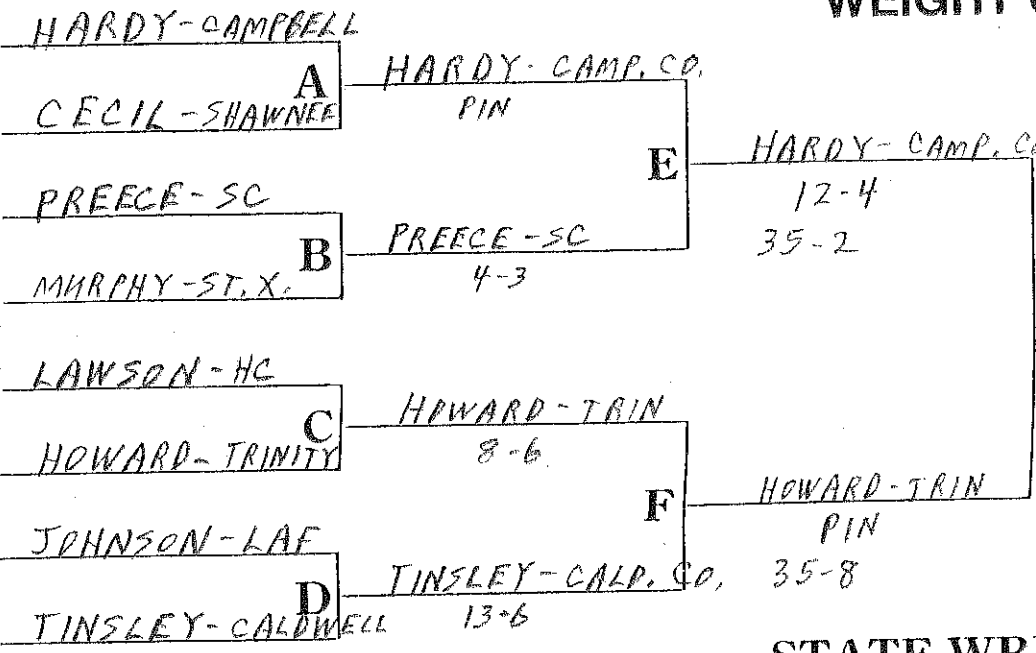 WEIGHT
HARDY-CAMPBELL
A
HARDY- CAMP. CO.
PIN
CECIL-SHAWNEE
E
HARDY- CAMP. CO
12-4
35-2
PREECE- SC
B
PREECE-SC
4-3
MURPHY-ST. X.
LAWSON-HC
C
HOWARD-TRIN
8-6
HOWARD-TRINITY
F
HOWARD-TRIN
PIN
35-8
JOHNSON-LAF
D
TINSLEY-CALD. CO.
13-6
TINSLEY-CALDWELL
STATE